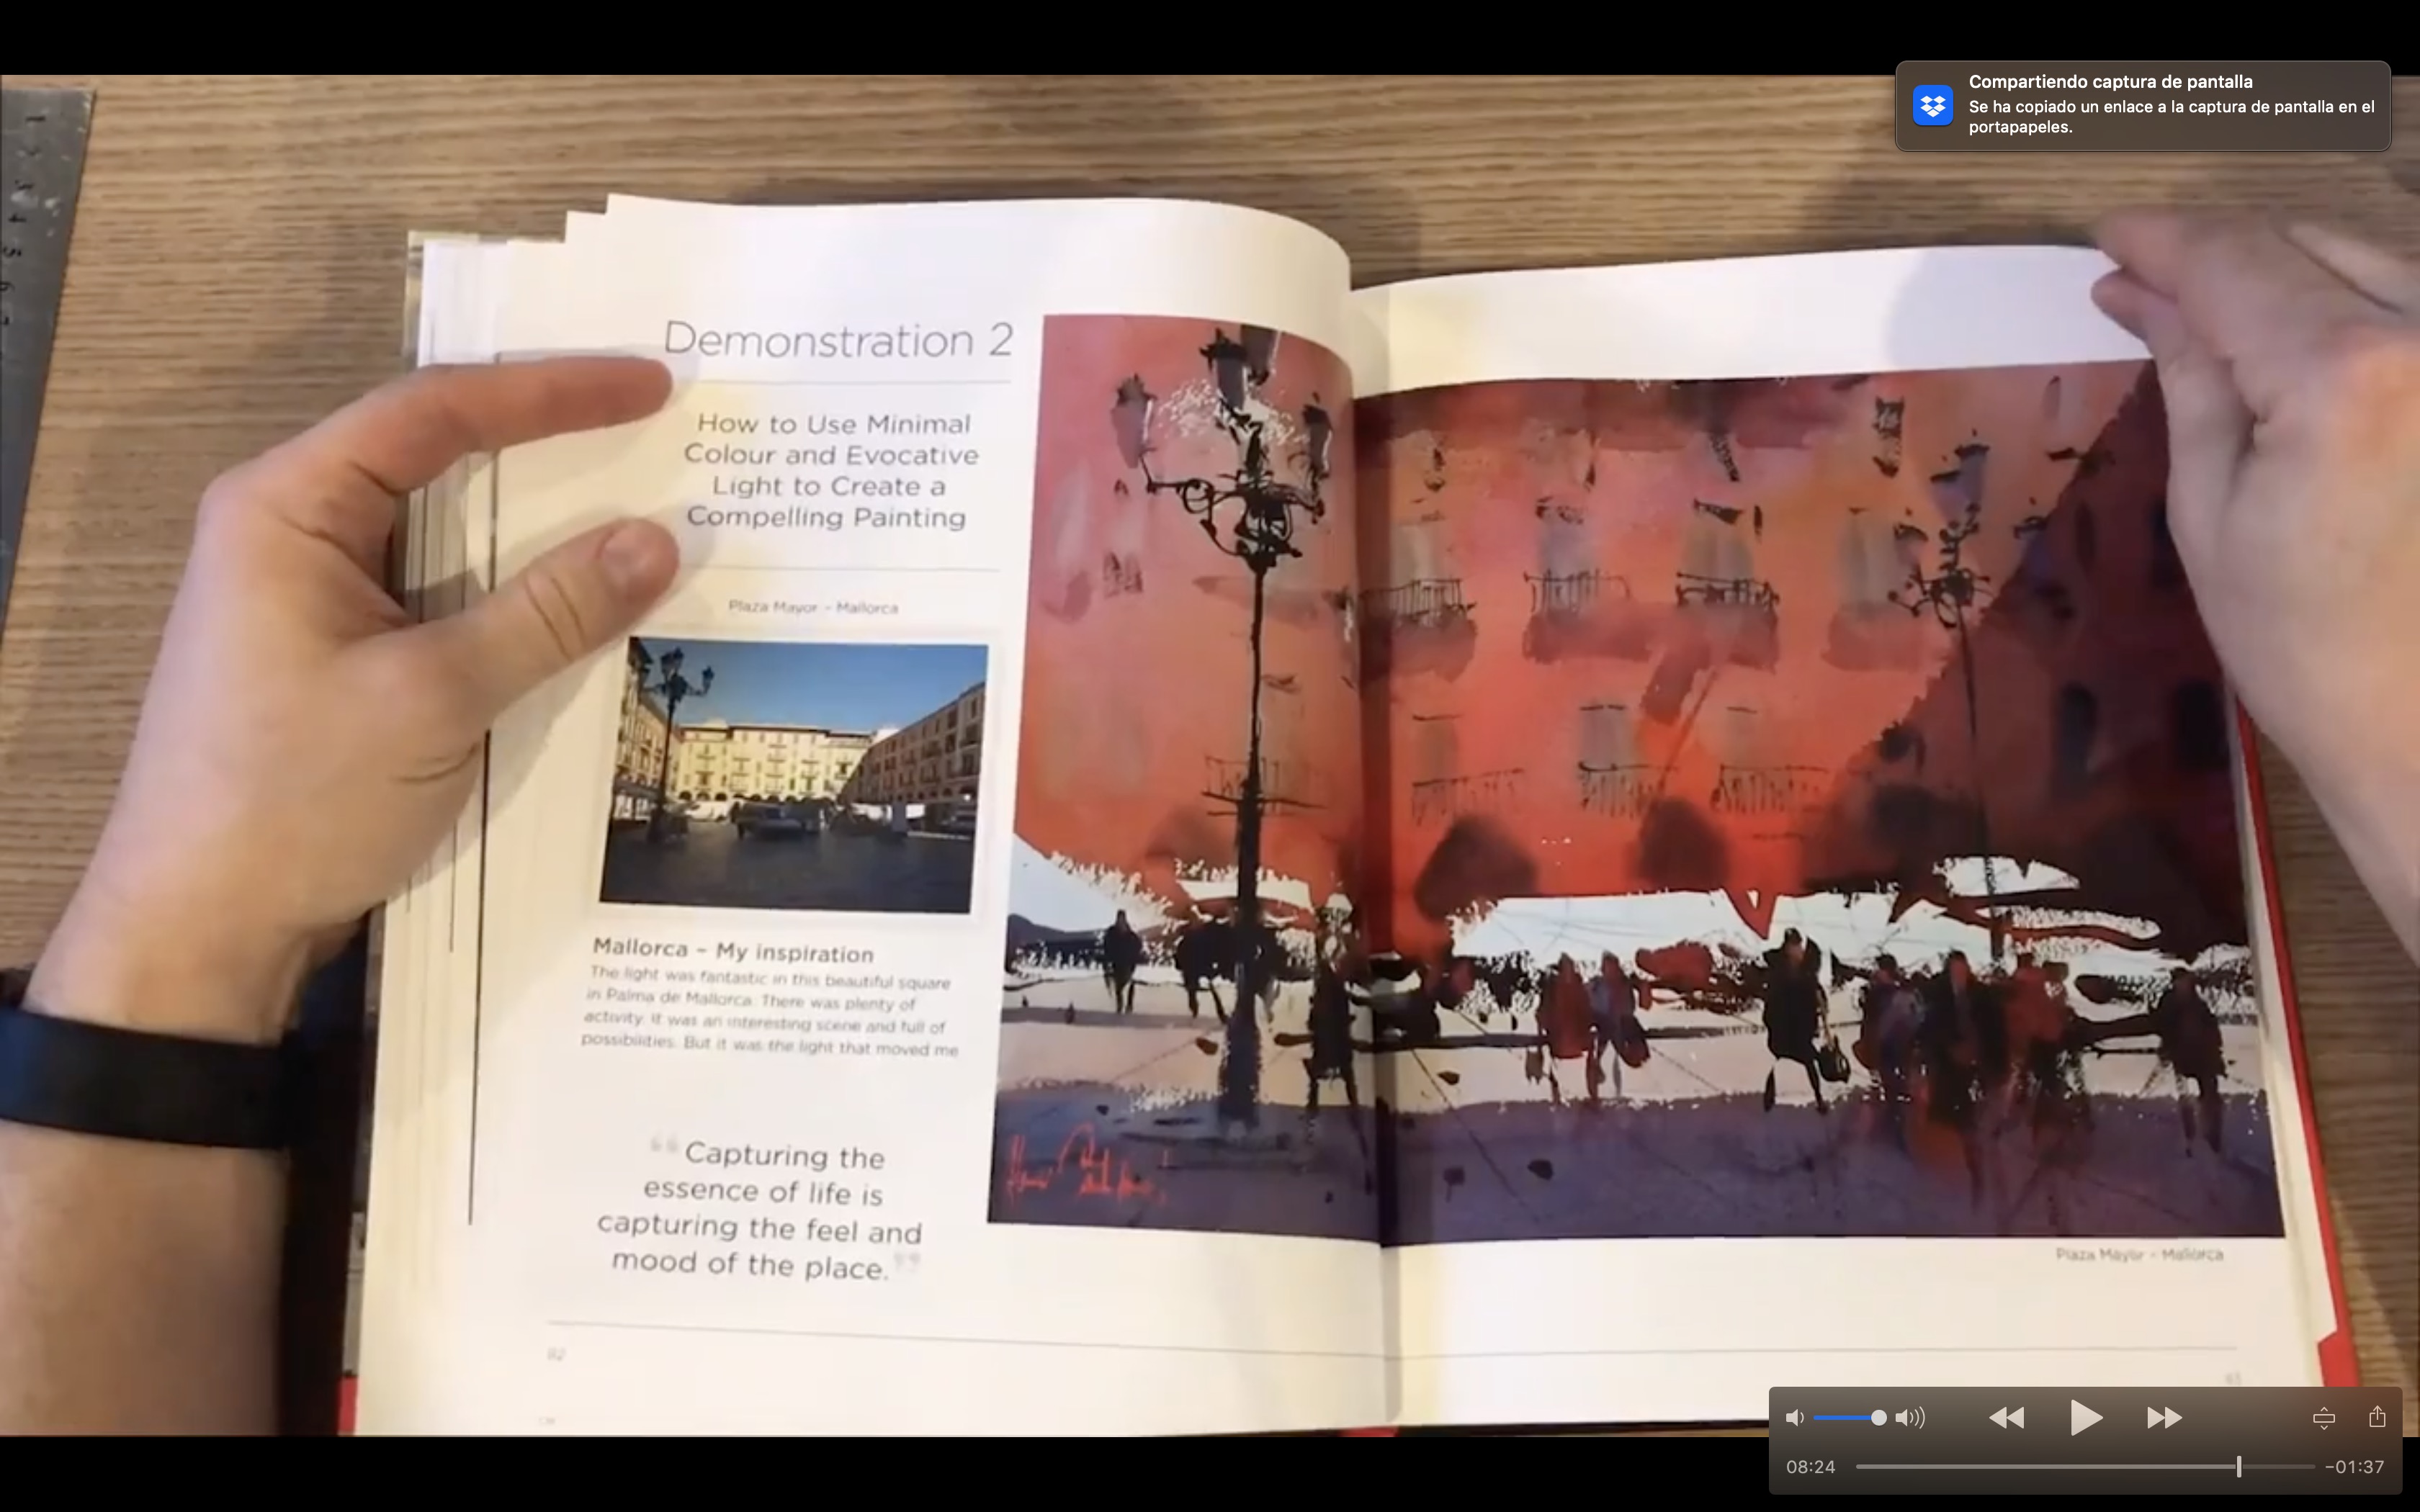 Compartiendo captura de pantalla
Se ha copiado un enlace a la captura de pantalla en el
portapapeles.
Demonstration 2
How to Use Minimal
Colour and Evocative
Light to Create a
Compelling Painting
Plaza Mayor – Mallorca
Mallorca – My inspiration
The light was fantastic in this beautiful square
in Palma de Mallorca. There was plenty of
activity. It was an interesting scene and full of
possibilities. But it was the light that moved me
“Capturing the
essence of life is
capturing the feel and
mood of the place.”
Plaza Mayor – Mallorca
82
08:24
−01:37